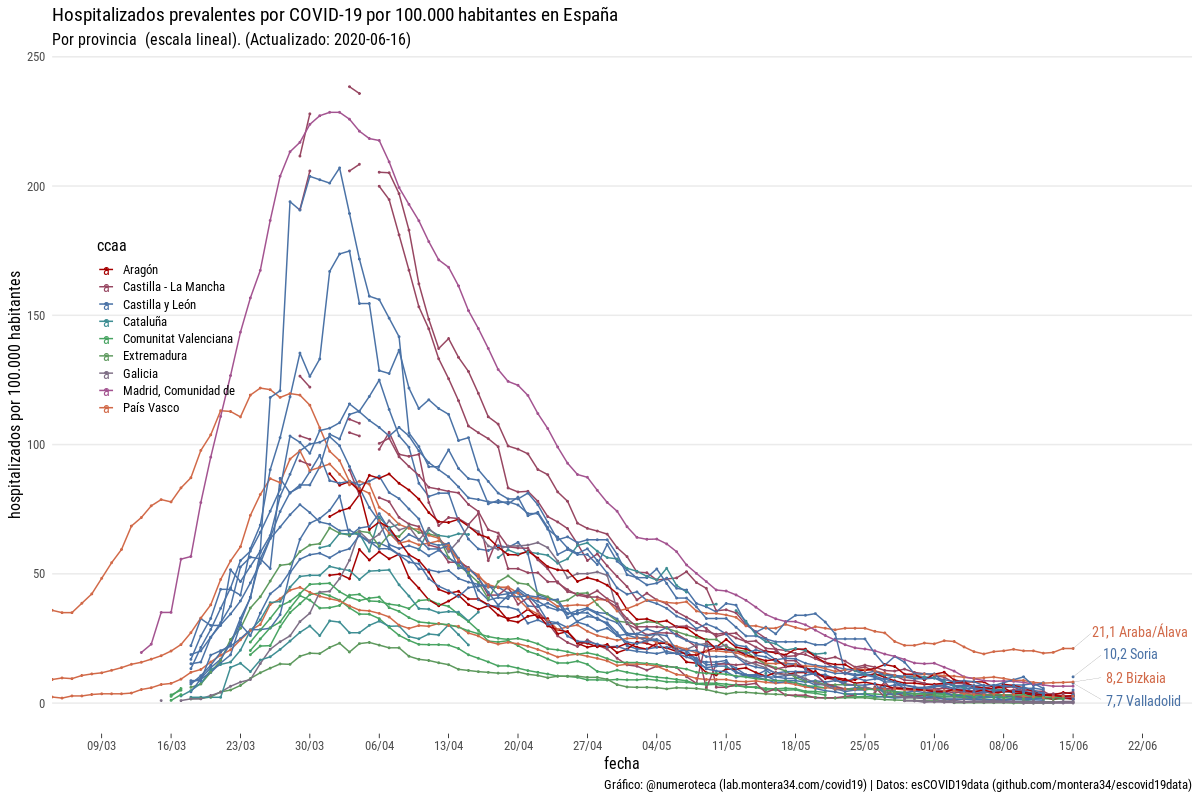 Hospitalizados prevalentes por COVID-19 por 100.000 habitantes en España
Por provincia (escala lineal). (Actualizado: 2020-06-16)
hospitalizados por 100.000 habitantes
250
200
150
100
50
0
ccaa
Aragón
Castilla - La Mancha
Castilla y León
Cataluña
Comunitat Valenciana
Extremadura
Galicia
Madrid, Comunidad de
País Vasco
21,1 Araba/Álava
10,2 Soria
8,2 Bizkaia
7,7 Valladolid
09/03 16/03 23/03 30/03 06/04 13/04 20/04 27/04 04/05 11/05 18/05 25/05 01/06 08/06 15/06 22/06
fecha
Gráfico: @numeroteca (lab.montera34.com/covid19) | Datos: esCOVID19data (github.com/montera34/escovid19data)